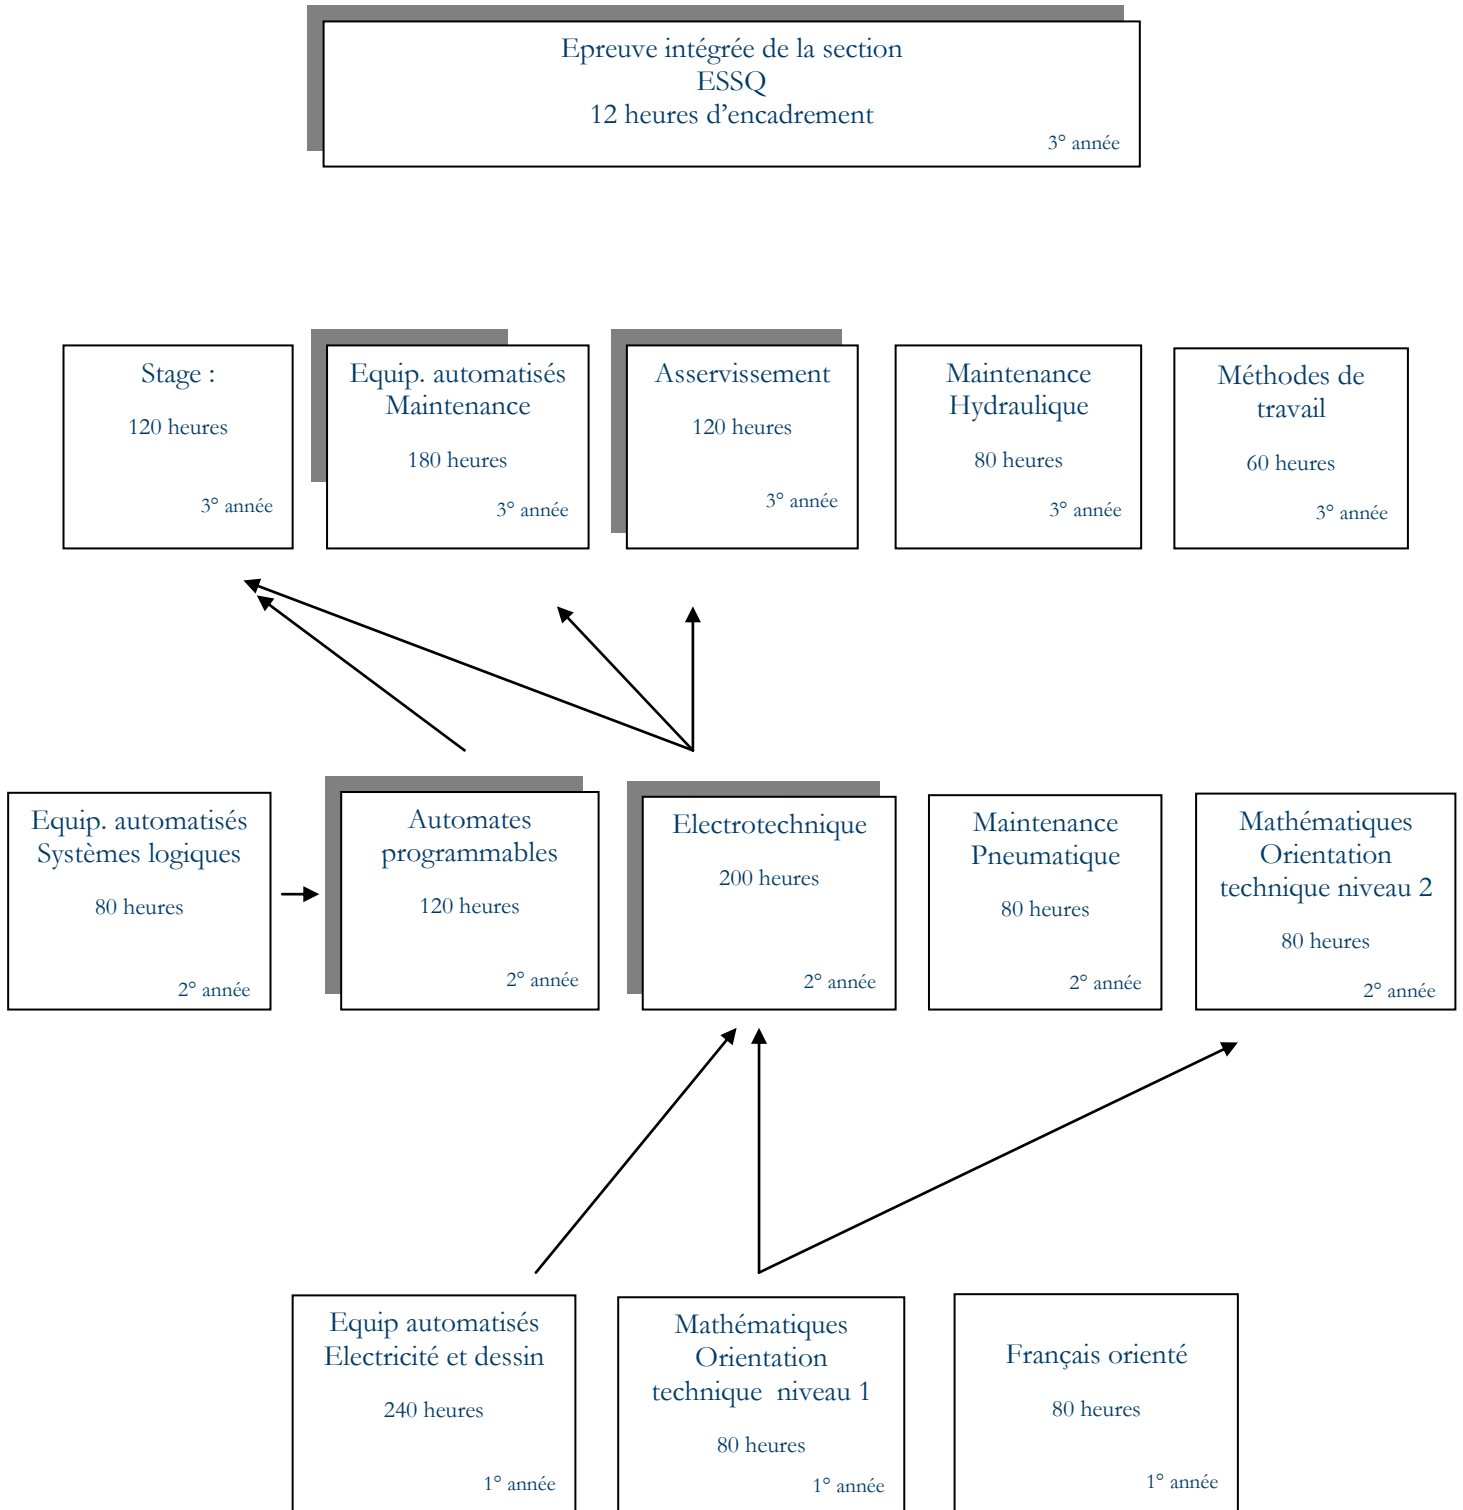 Epreuve intégrée de la section
ESSQ
12 heures d’encadrement
3° année
Stage :
120 heures
3° année
Equip. automatisés
Maintenance
180 heures
3° année
Asservissement
120 heures
3° année
Maintenance
Hydraulique
80 heures
3° année
Méthodes de
travail
60 heures
3° année
Equip. automatisés
Systèmes logiques
80 heures
2° année
Automates
programmables
120 heures
2° année
Electrotechnique
200 heures
2° année
Maintenance
Pneumatique
80 heures
2° année
Mathématiques
Orientation
technique niveau 2
80 heures
2° année
Equip automatisés
Electricité et dessin
240 heures
1° année
Mathématiques
Orientation
technique  niveau 1
80 heures
1° année
Français orienté
80 heures
1° année